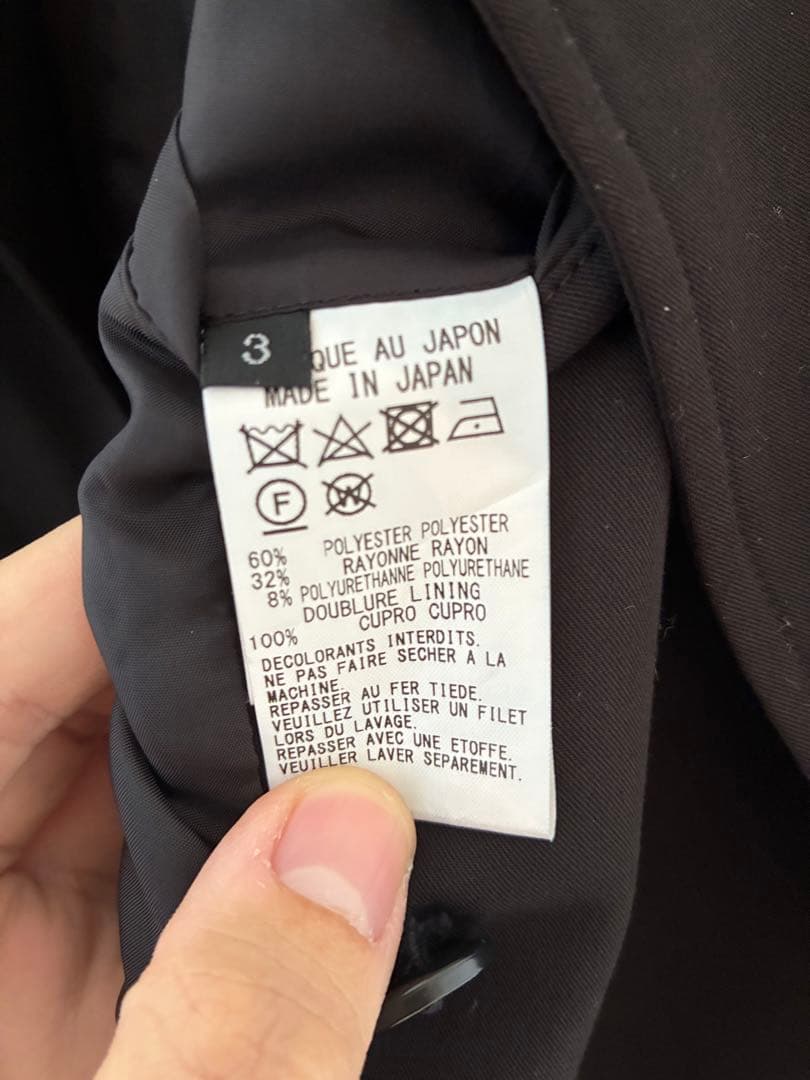 3
QUE AU JAPON
MADE IN JAPAN
F W
60% POLYESTER POLYESTER
32% RAYONNE RAYON
8% POLYURETHANNE POLYURETHANE
DOUBLURE LINING
100% CUPRO CUPRO
DECOLORANTS INTERDITS.
NE PAS FAIRE SECHER A LA
MACHINE.
REPASSER AU FER TIEDE.
VEUILLEZ UTILISER UN FILET
LORS DU LAVAGE.
REPASSER AVEC UNE ETOFFE.
VEUILLER LAVER SEPAREMENT.